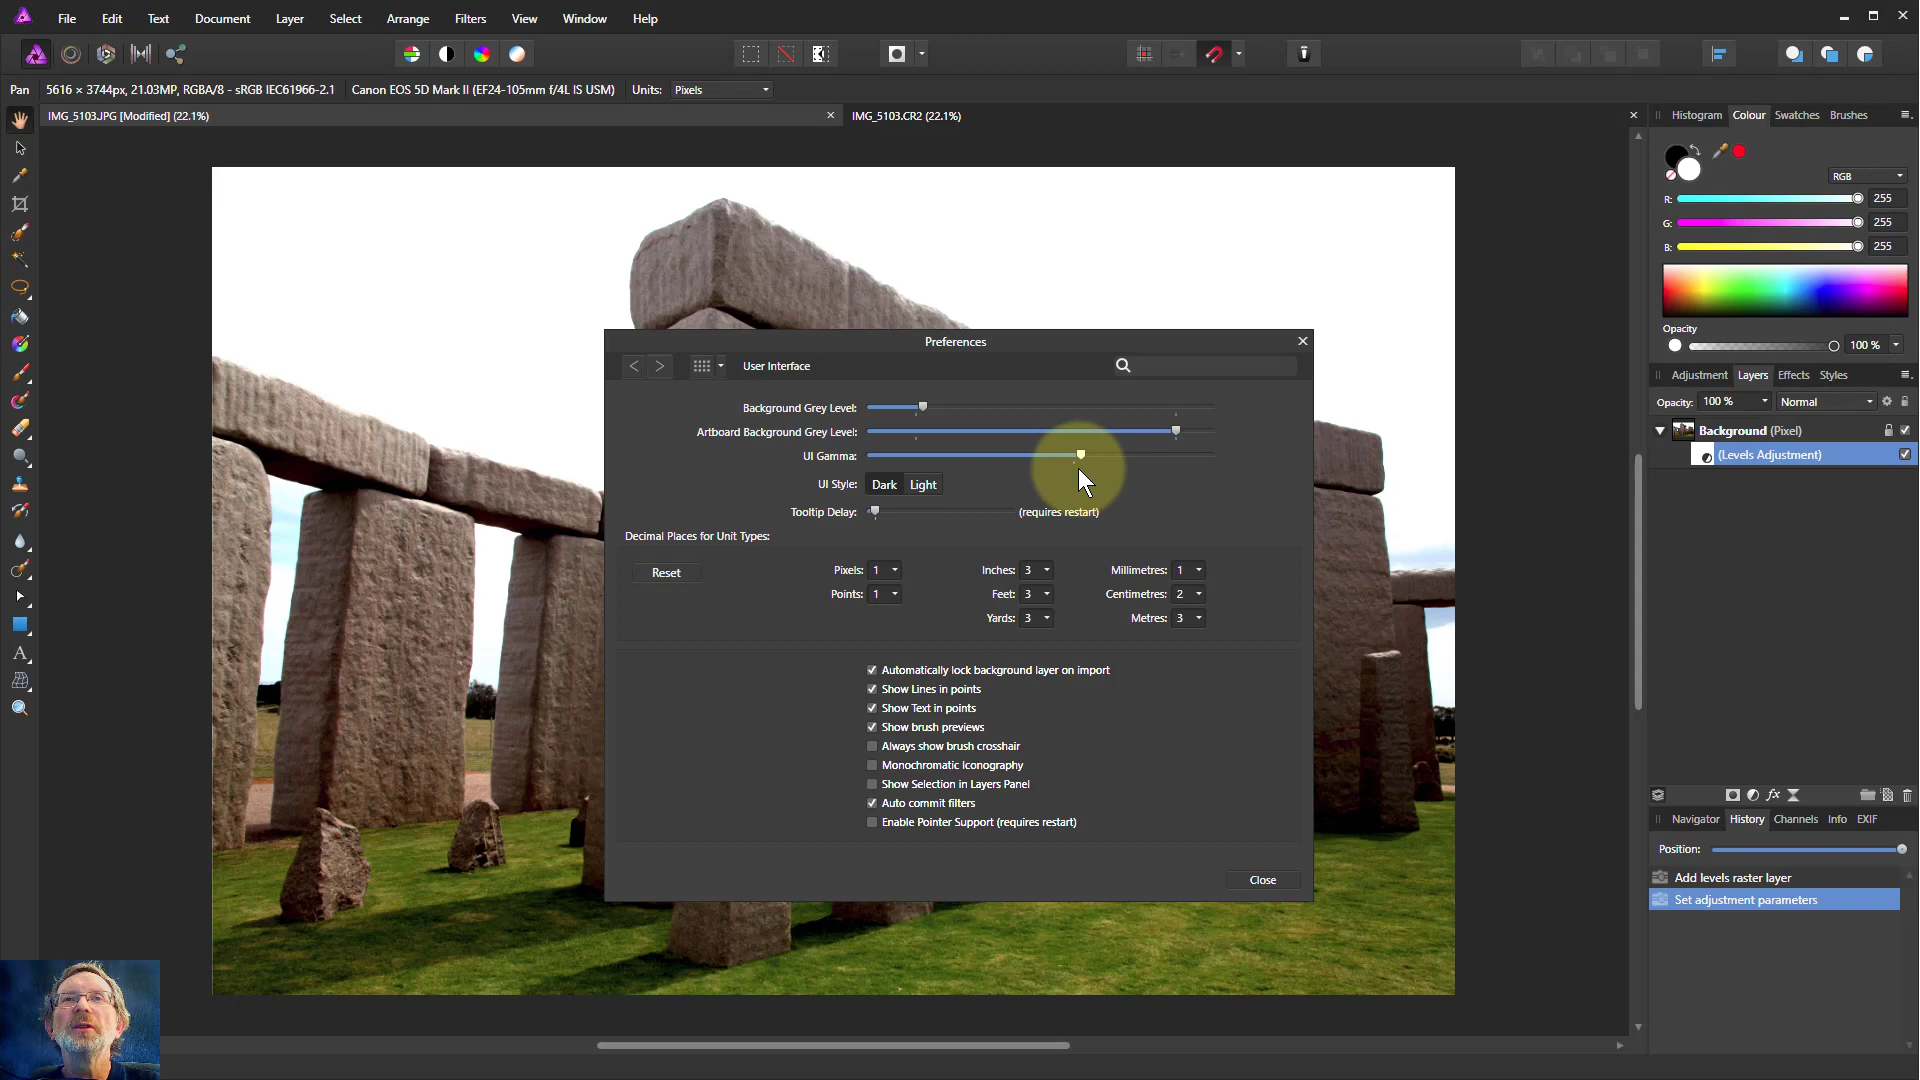 File Edit Text Document Layer Select Arrange Filters View Window Help
Pan 5616 × 3744px, 21.03MP, RGBA/8 - sRGB IEC61966-2.1 Canon EOS 5D Mark II (EF24-105mm f/4L IS USM) Units: Pixels
IMG_5103.JPG [Modified] (22.1%) IMG_5103.CR2 (22.1%)
Histogram Colour Swatches Brushes
RGB
R: 255
G: 255
B: 255
Opacity
100 %
Adjustment Layers Effects Styles
Opacity: 100 % Normal
Background (Pixel)
(Levels Adjustment)
fx
Navigator History Channels Info EXIF
Position:
Add levels raster layer
Set adjustment parameters
Preferences
< > User Interface
Background Grey Level:
Artboard Background Grey Level:
UI Gamma:
UI Style: Dark Light
Tooltip Delay: (requires restart)
Decimal Places for Unit Types:
Reset
Pixels: 1 Inches: 3 Millimetres: 1
Points: 1 Feet: 3 Centimetres: 2
Yards: 3 Metres: 3
Automatically lock background layer on import
Show Lines in points
Show Text in points
Show brush previews
Always show brush crosshair
Monochromatic Iconography
Show Selection in Layers Panel
Auto commit filters
Enable Pointer Support (requires restart)
Close